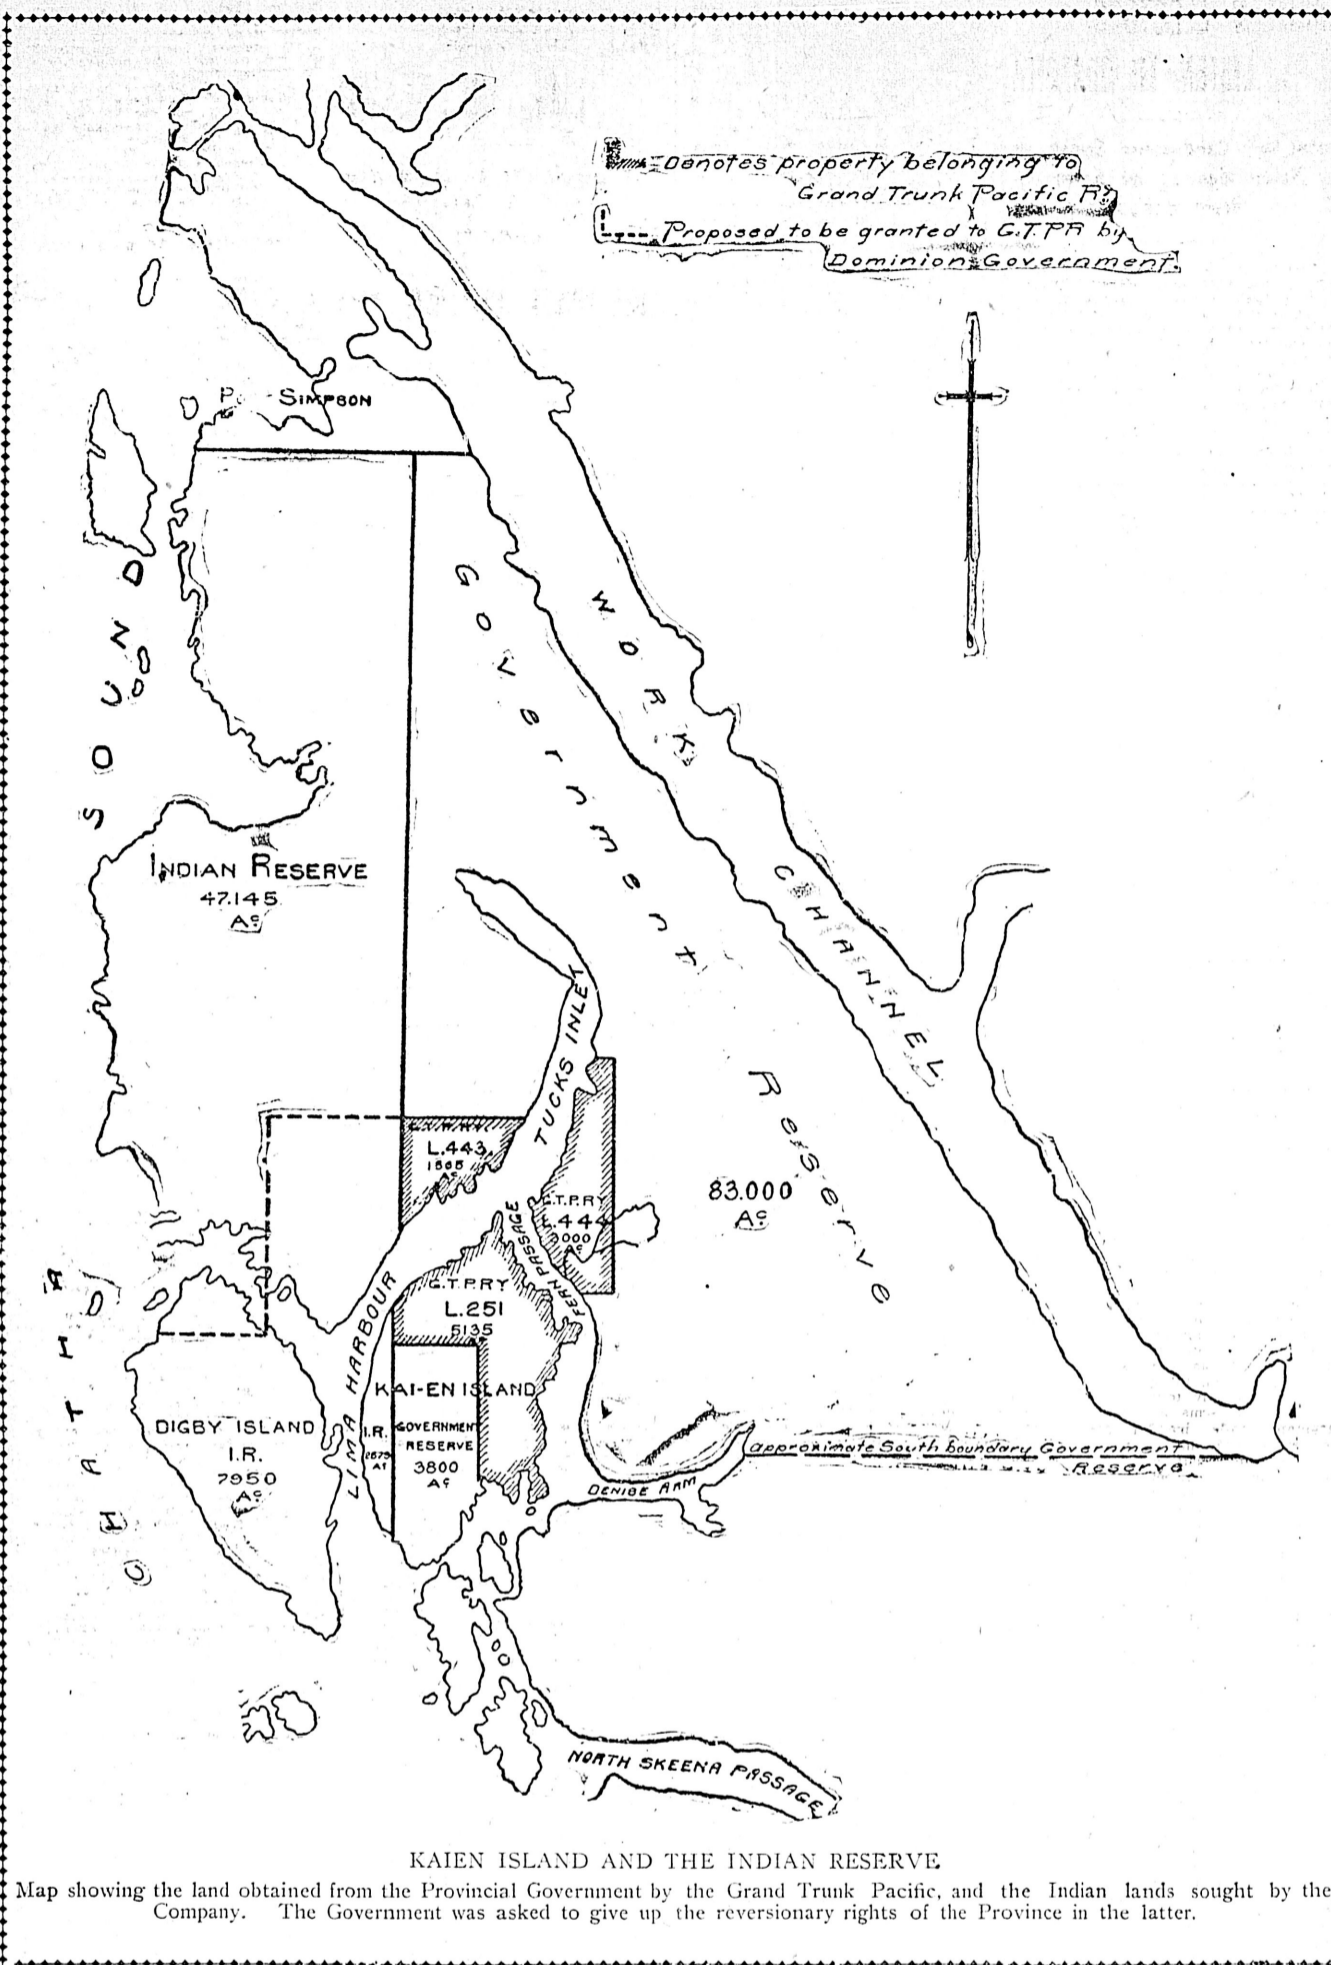 Denotes property belonging to
Grand Trunk Pacific Ry
Proposed to be granted to G.T.P.R by
Dominion Government.
SIMPSON
CHATHAM SOUND
Government Reserve
WORK CHANNEL
INDIAN RESERVE
47.145
Ac
TUCKS INLET
L.443
Ac
G.T.P.RY
L.444
Ac
83.000
Ac
FERN PASSAGE
G.T.P.RY
L.251
5135
LIMA HARBOUR
KAI-EN ISLAND
I.R.
GOVERNMENT
RESERVE
3800
Ac
DIGBY ISLAND
I.R.
7950
Ac
approximate South boundary Government
Reserve
DENISE ARM
NORTH SKEENA PASSAGE
KAIEN ISLAND AND THE INDIAN RESERVE
Map showing the land obtained from the Provincial Government by the Grand Trunk Pacific, and the Indian lands sought by the
Company. The Government was asked to give up the reversionary rights of the Province in the latter.